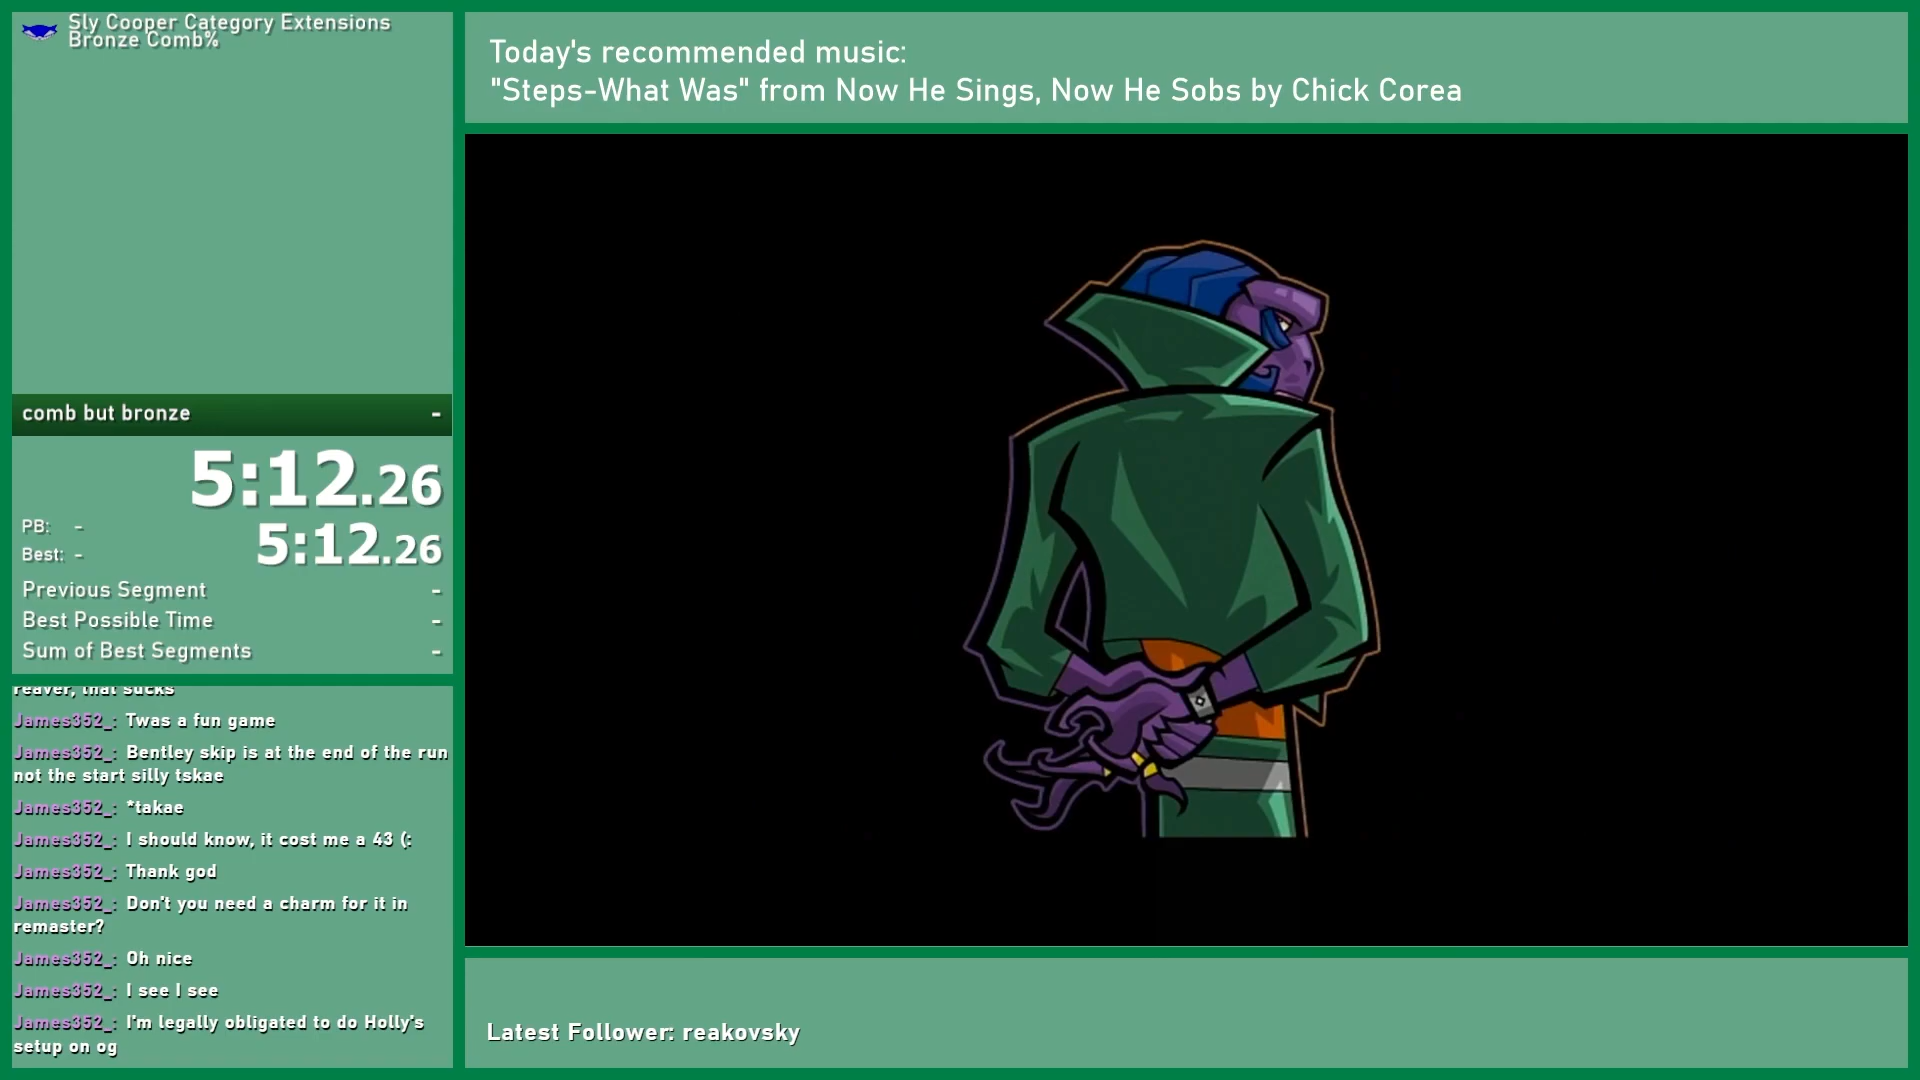 Sly Cooper Category Extensions
Bronze Comb%
Today's recommended music:
"Steps-What Was" from Now He Sings, Now He Sobs by Chick Corea
comb but bronze -
5:12.26
PB: -
5:12.26
Best: -
Previous Segment -
Best Possible Time -
Sum of Best Segments -
reaver, that sucks
James352_: Twas a fun game
James352_: Bentley skip is at the end of the run
not the start silly tskae
James352_: *takae
James352_: I should know, it cost me a 43 (:
James352_: Thank god
James352_: Don't you need a charm for it in
remaster?
James352_: Oh nice
James352_: I see I see
James352_: I'm legally obligated to do Holly's
setup on og
Latest Follower: reakovsky